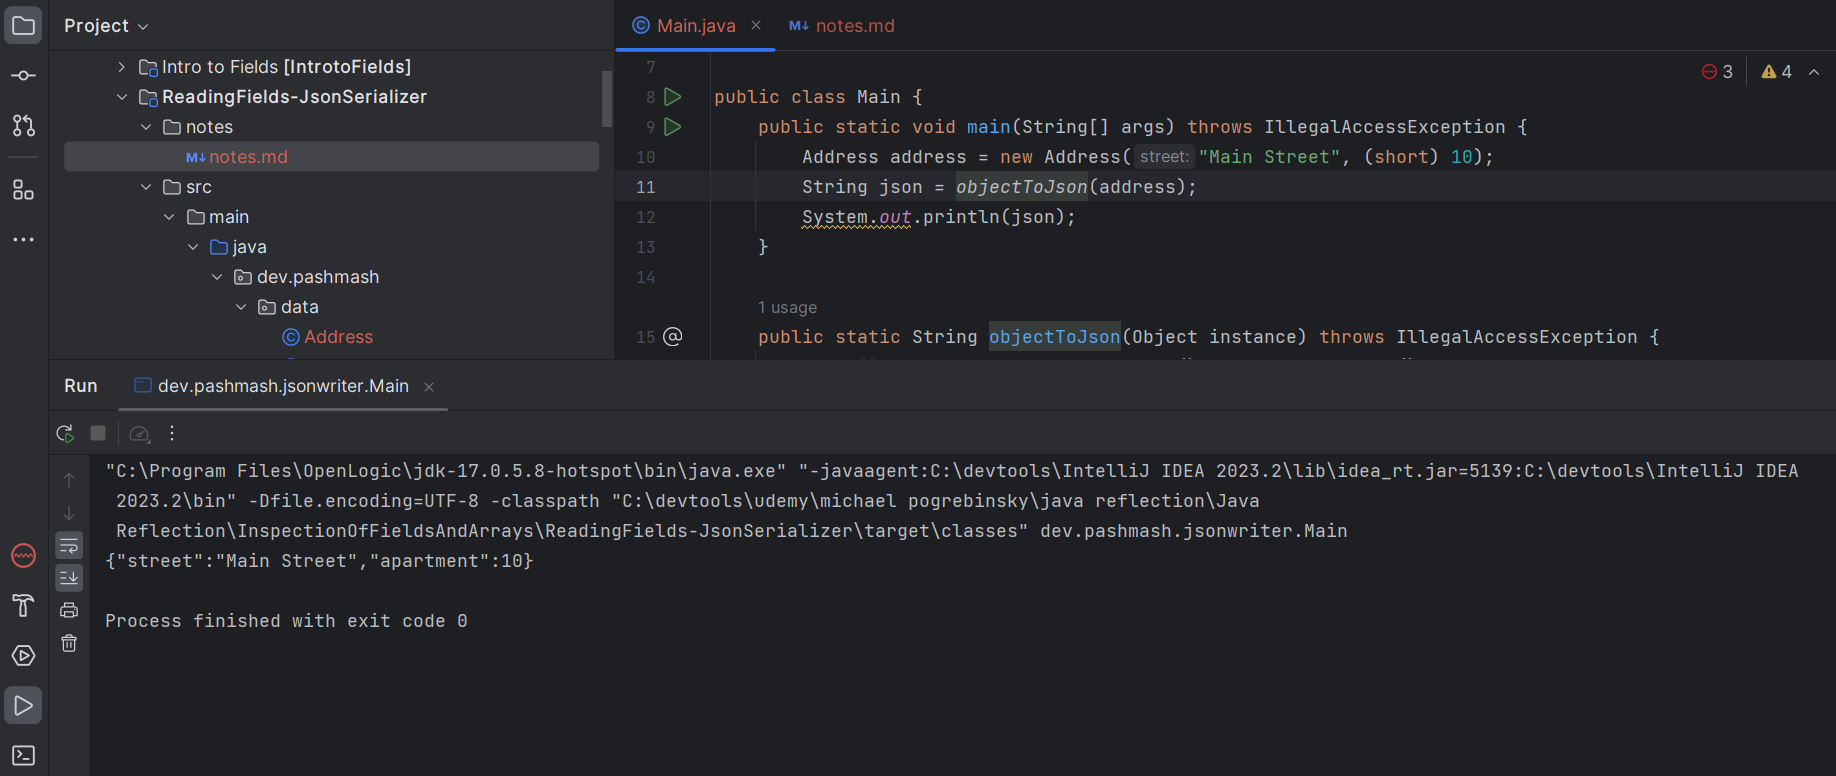 Project
Intro to Fields [IntrotoFields]
ReadingFields-JsonSerializer
notes
M↓ notes.md
src
main
java
dev.pashmash
data
Address
Main.java
M↓ notes.md
3 4
7
8 public class Main {
9 public static void main(String[] args) throws IllegalAccessException {
10 Address address = new Address( street: "Main Street", (short) 10);
11 String json = objectToJson(address);
12 System.out.println(json);
13 }
14
1 usage
15 @ public static String objectToJson(Object instance) throws IllegalAccessException {
Run dev.pashmash.jsonwriter.Main
"C:\Program Files\OpenLogic\jdk-17.0.5.8-hotspot\bin\java.exe" "-javaagent:C:\devtools\IntelliJ IDEA 2023.2\lib\idea_rt.jar=5139:C:\devtools\IntelliJ IDEA
2023.2\bin" -Dfile.encoding=UTF-8 -classpath "C:\devtools\udemy\michael pogrebinsky\java reflection\Java
Reflection\InspectionOfFieldsAndArrays\ReadingFields-JsonSerializer\target\classes" dev.pashmash.jsonwriter.Main
{"street":"Main Street","apartment":10}
Process finished with exit code 0